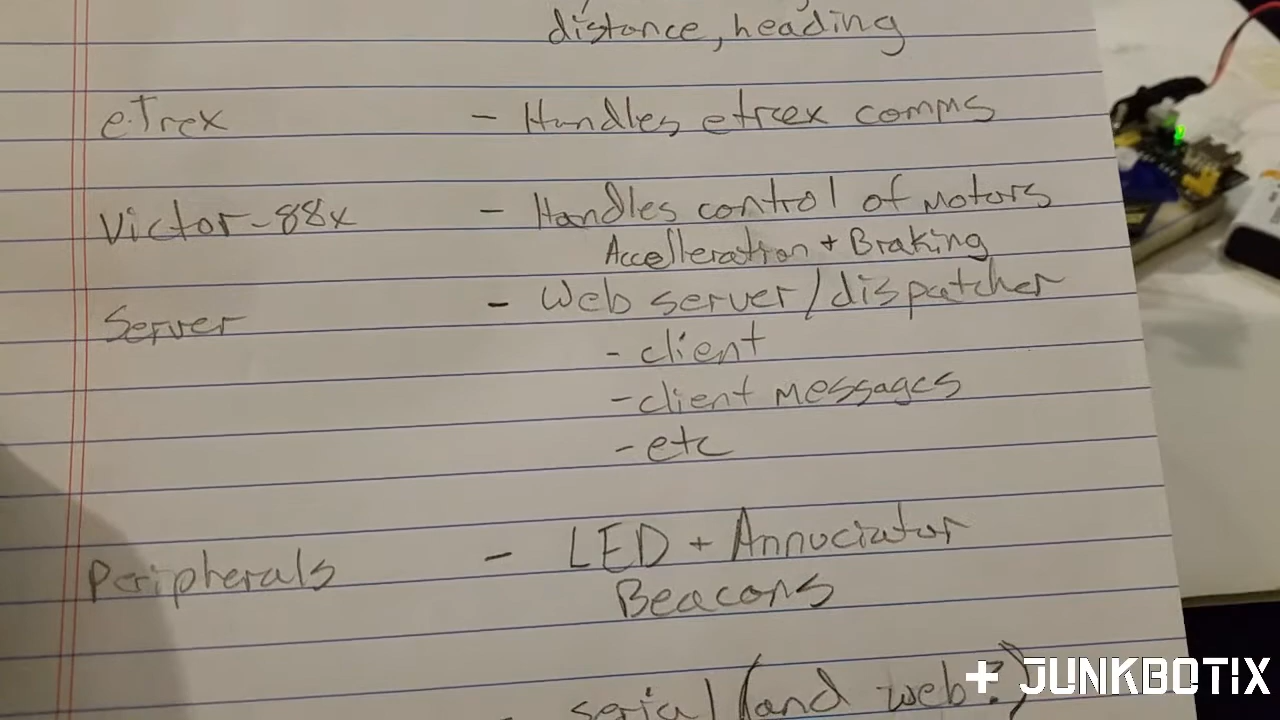 distance, heading
eTrex - Handles etrex comms
Victor-88x - Handles control of Motors
Accelleration + Braking
Server - Web server/dispatcher
- client
- client messages
- etc
Peripherals - LED + Annuciator
Beacons
- serial (and web?)
+ JUNKBOTIX